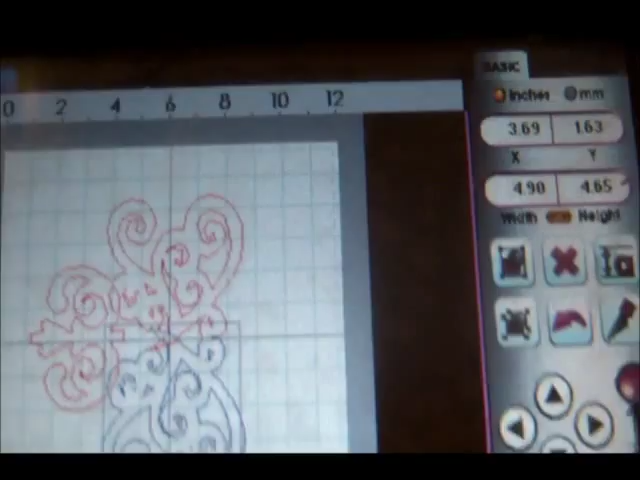 BASIC
inches mm
0 2 4 6 8 10 12
3.69 1.63
X Y
4.90 4.65
Width Height